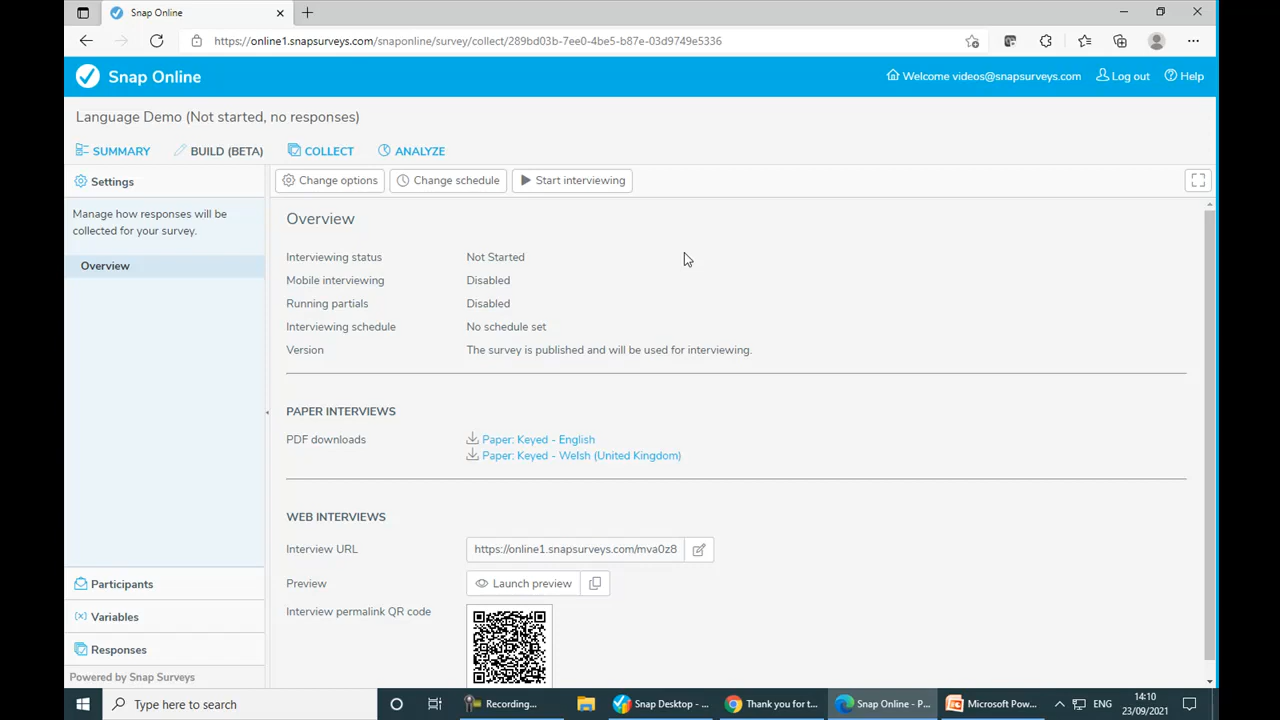 Snap Online
https://online1.snapsurveys.com/snaponline/survey/collect/289bd03b-7ee0-4be5-b87e-03d9749e5336
Snap Online
Welcome videos@snapsurveys.com
Log out
Help
Language Demo (Not started, no responses)
SUMMARY
BUILD (BETA)
COLLECT
ANALYZE
Settings
Change options
Change schedule
Start interviewing
Manage how responses will be
collected for your survey.
Overview
Overview
Interviewing status Not Started
Mobile interviewing Disabled
Running partials Disabled
Interviewing schedule No schedule set
Version The survey is published and will be used for interviewing.
PAPER INTERVIEWS
PDF downloads Paper: Keyed - English
Paper: Keyed - Welsh (United Kingdom)
WEB INTERVIEWS
Interview URL https://online1.snapsurveys.com/mva0z8
Preview Launch preview
Interview permalink QR code
Participants
Variables
Responses
Powered by Snap Surveys
Type here to search
Recording...
Snap Desktop - ...
Thank you for t...
Snap Online - P...
Microsoft Pow...
ENG
14:10
23/09/2021